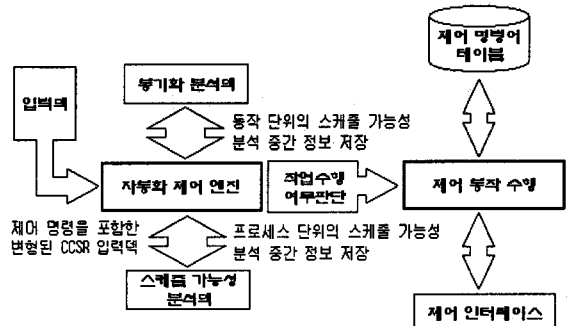 제어 명령어
테이블
동기화 분석덱
입력덱
동작 단위의 스케줄 가능성
분석 중간 정보 저장
자동화 제어 엔진
작업수행
여부판단
제어 동작 수행
제어 명령을 포함한
변형된 CCSR 입력덱
프로세스 단위의 스케줄 가능성
분석 중간 정보 저장
스케줄 가능성
분석덱
제어 인터페이스